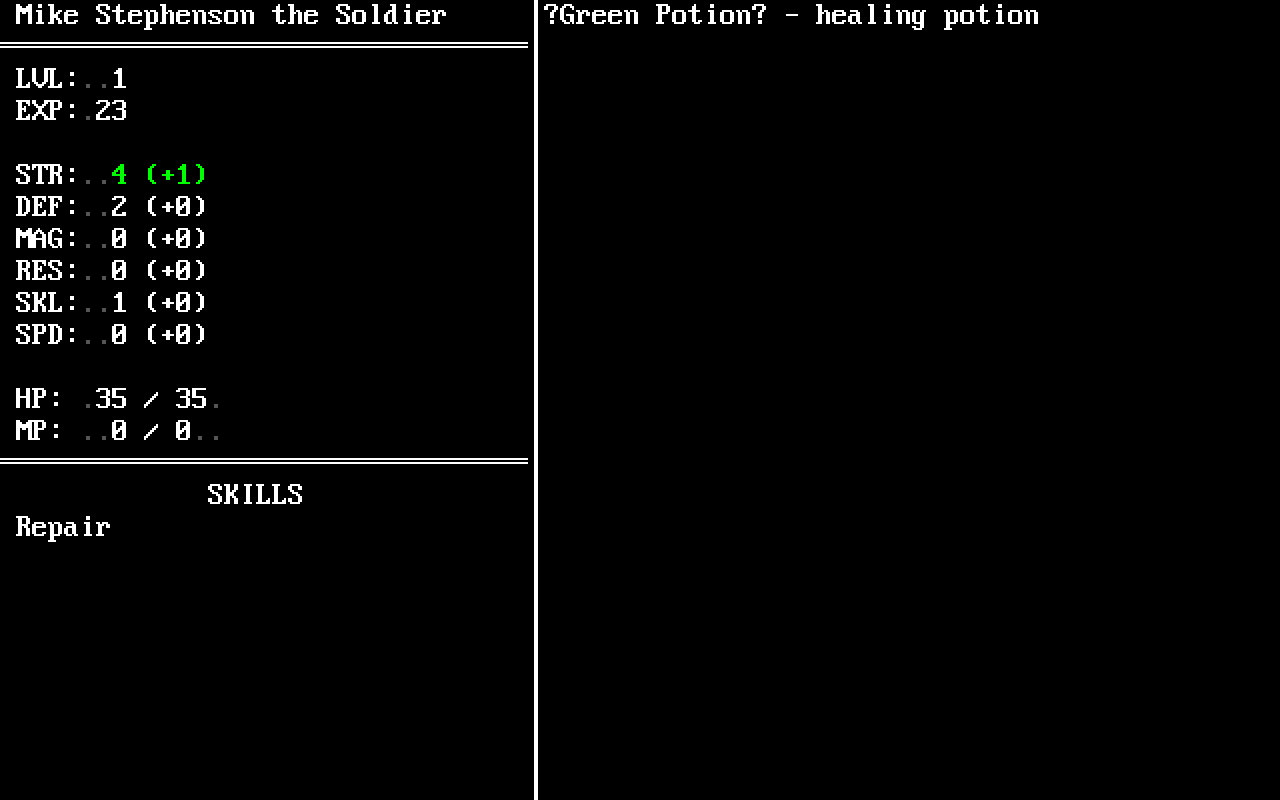 Mike Stephenson the Soldier
LVL:..1
EXP:.23
STR:..4 (+1)
DEF:..2 (+0)
MAG:..0 (+0)
RES:..0 (+0)
SKL:..1 (+0)
SPD:..0 (+0)
HP: .35 / 35.
MP: ..0 / 0..
SKILLS
Repair
?Green Potion? - healing potion